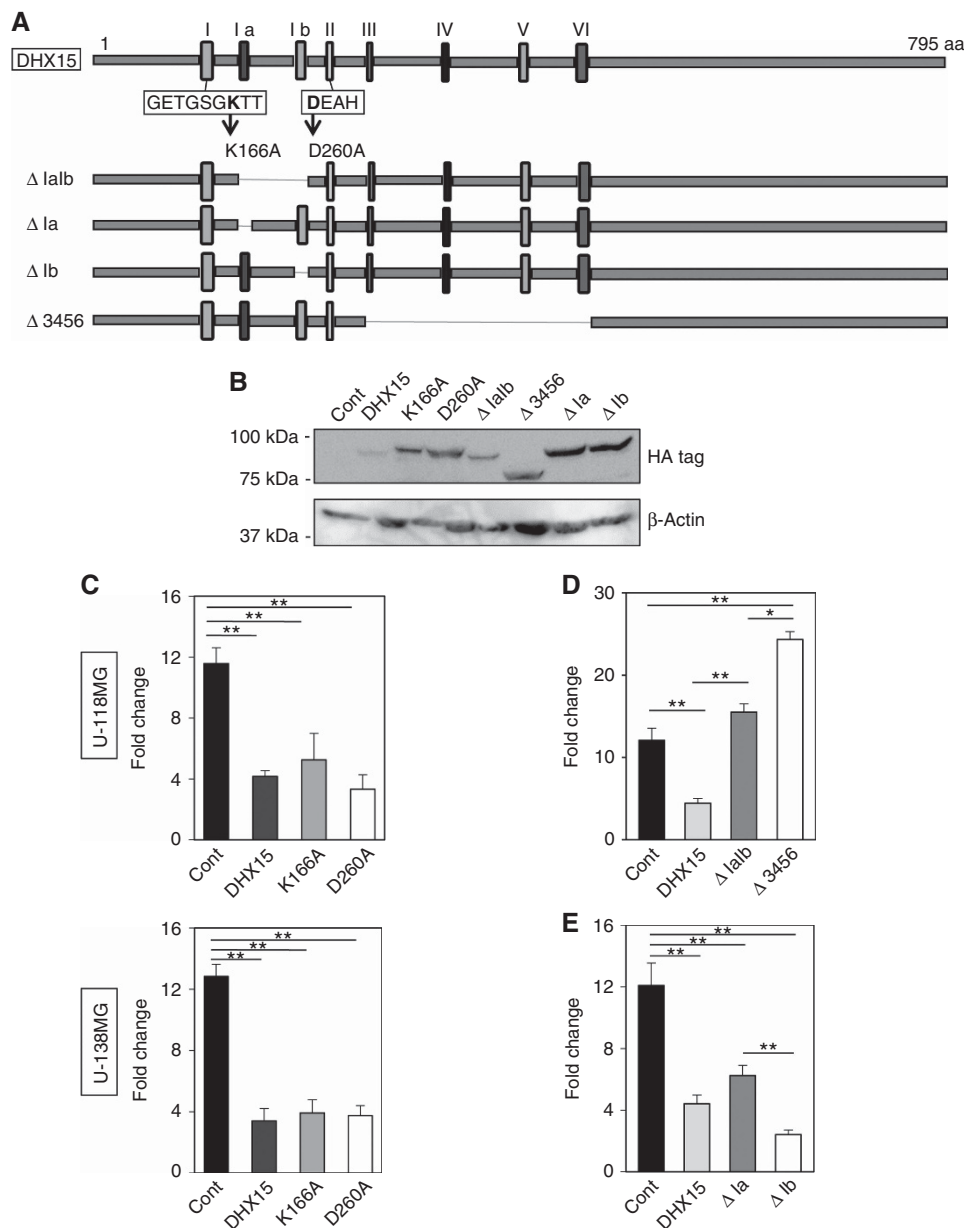 A
I I a I b II III IV V VI
1 795 aa
DHX15
GETGSGKTT DEAH
K166A D260A
Δ IaIb
Δ Ia
Δ Ib
Δ 3456
B
Cont DHX15 K166A D260A Δ IaIb Δ 3456 Δ Ia Δ Ib
100 kDa -
HA tag
75 kDa -
β-Actin
37 kDa -
C
U-118MG
Fold change
16
12
8
4
0
**
**
**
Cont DHX15 K166A D260A
D
Fold change
30
20
10
0
**
*
**
**
Cont DHX15 Δ IaIb Δ 3456
U-138MG
Fold change
16
12
8
4
0
**
**
**
Cont DHX15 K166A D260A
E
Fold change
16
12
8
4
0
**
**
**
**
Cont DHX15 Δ Ia Δ Ib